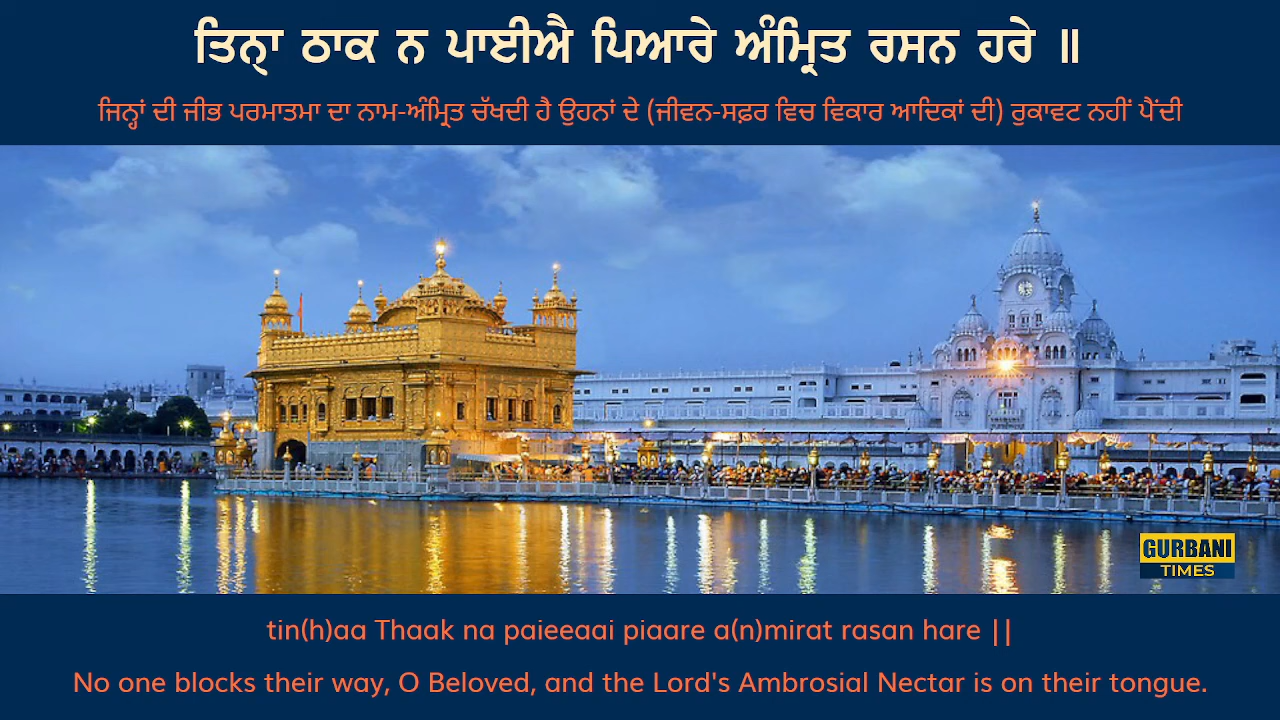 ਤਿਨ੍ਹਾ ਠਾਕ ਨ ਪਾਈਐ ਪਿਆਰੇ ਅੰਮ੍ਰਿਤ ਰਸਨ ਹਰੇ ॥
ਜਿਨ੍ਹਾਂ ਦੀ ਜੀਭ ਪਰਮਾਤਮਾ ਦਾ ਨਾਮ-ਅੰਮ੍ਰਿਤ ਚੱਖਦੀ ਹੈ ਉਹਨਾਂ ਦੇ (ਜੀਵਨ-ਸਫ਼ਰ ਵਿਚ ਵਿਕਾਰ ਆਦਿਕਾਂ ਦੀ) ਰੁਕਾਵਟ ਨਹੀਂ ਪੈਂਦੀ
GURBANI
TIMES
tin(h)aa Thaak na paieeaai piaare a(n)mirat rasan hare ||
No one blocks their way, O Beloved, and the Lord's Ambrosial Nectar is on their tongue.